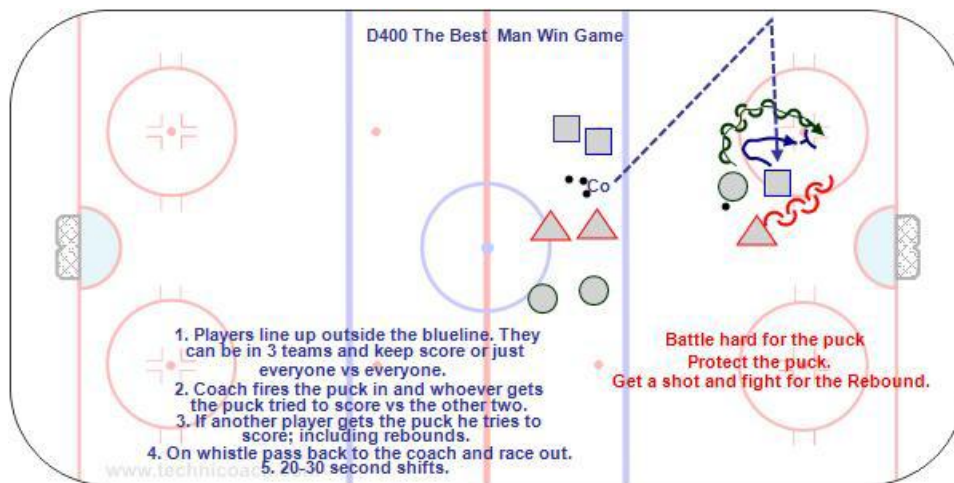 D400 The Best Man Win Game
Co
1. Players line up outside the blueline. They
can be in 3 teams and keep score or just
everyone vs everyone.
2. Coach fires the puck in and whoever gets
the puck tried to score vs the other two.
3. If another player gets the puck he tries to
score; including rebounds.
4. On whistle pass back to the coach and race out.
5. 20-30 second shifts.
Battle hard for the puck
Protect the puck.
Get a shot and fight for the Rebound.